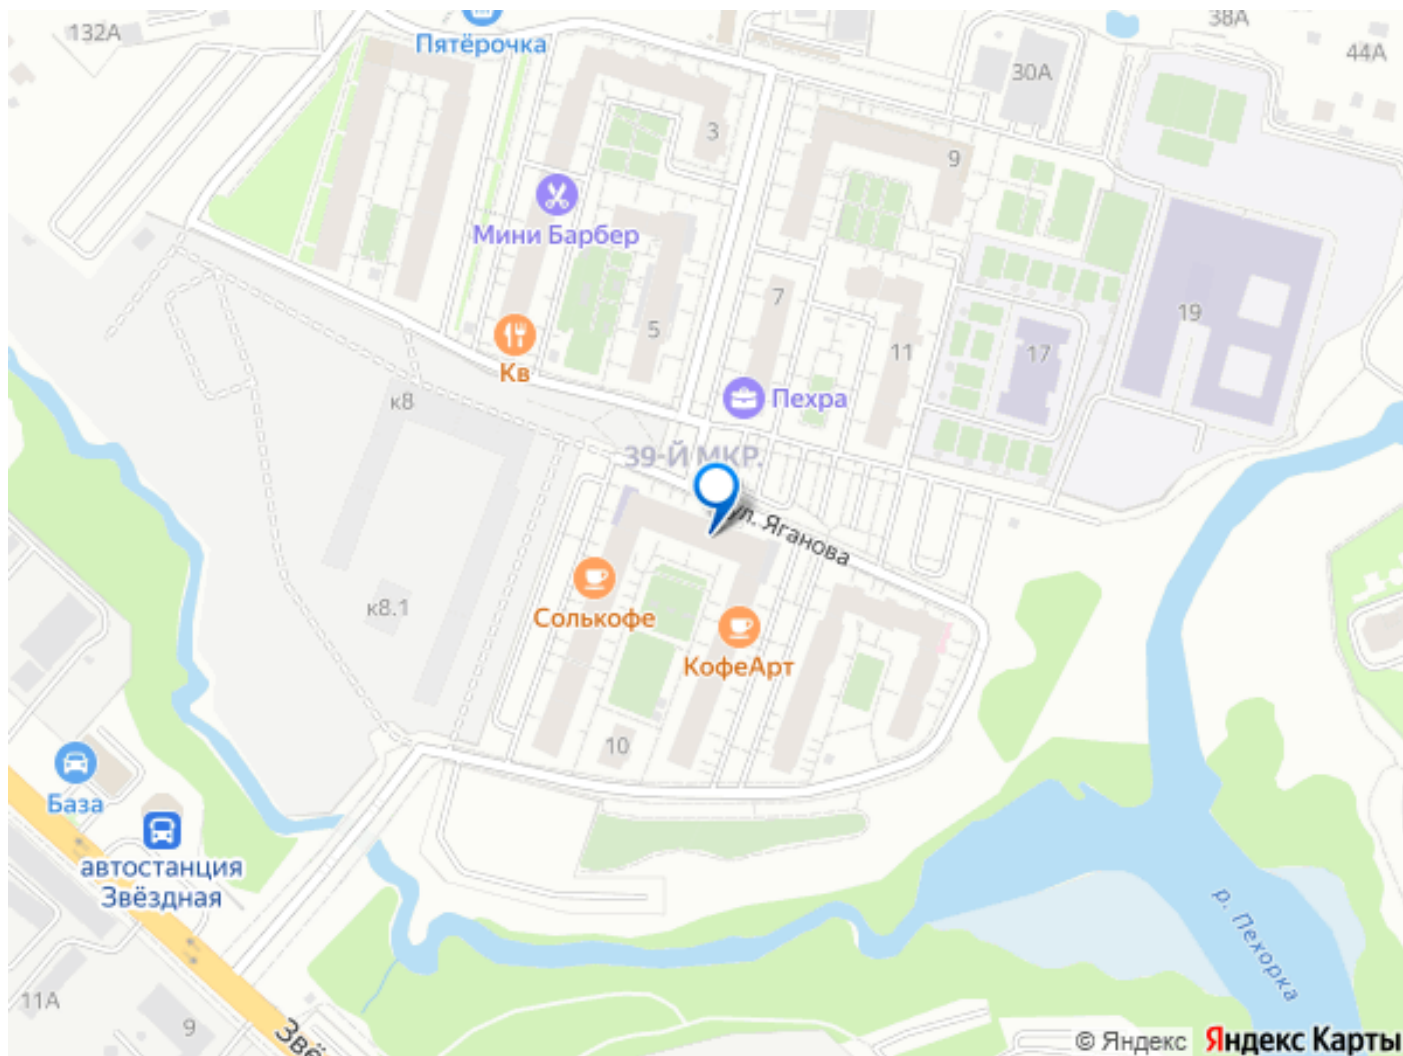 132А
Пятёрочка
38А
44А
30А
3
9
Мини Барбер
7
5
19
11
17
Кв
Пехра
к8
39-Й МКР.
ул. Яганова
Солькофе
к8.1
КофеАрт
10
База
автостанция
Звёздная
р. Пехорка
11А
9
Звё
© Яндекс
Яндекс Карты